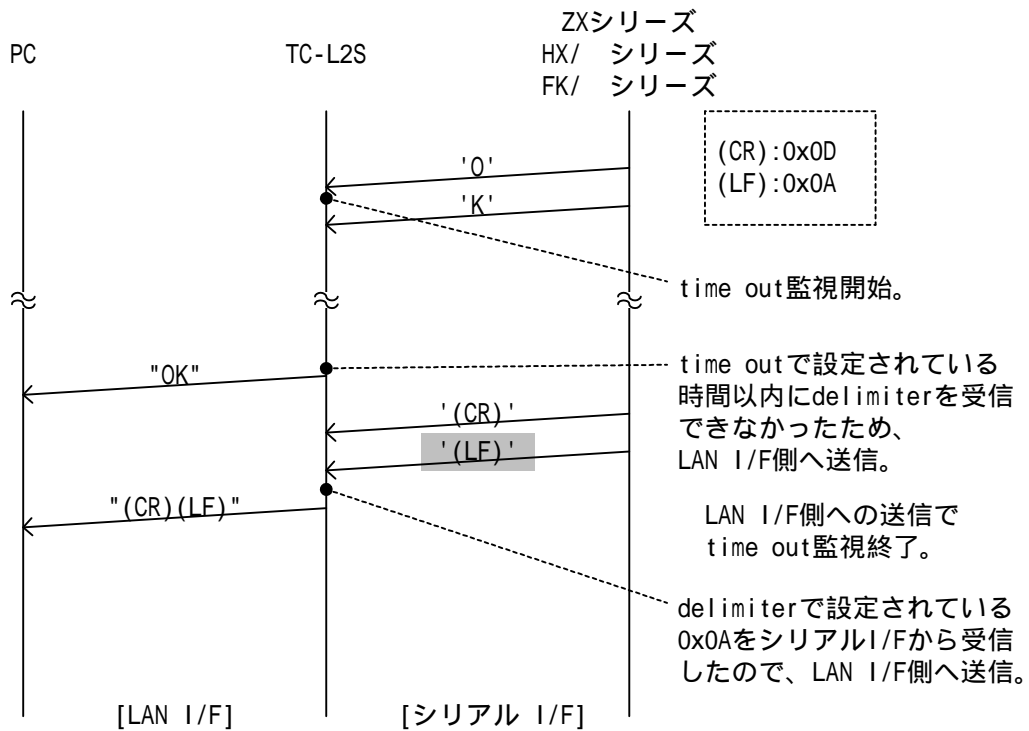 ZXシリーズ
PC
TC-L2S
HX/ シリーズ
FK/ シリーズ
(CR):0x0D
(LF):0x0A
'O'
'K'
time out監視開始。
"OK"
time outで設定されている
時間以内にdelimiterを受信
できなかったため、
LAN I/F側へ送信。
'(CR)'
'(LF)'
"(CR)(LF)"
LAN I/F側への送信で
time out監視終了。
delimiterで設定されている
0x0AをシリアルI/Fから受信
したので、LAN I/F側へ送信。
[LAN I/F]
[シリアル I/F]